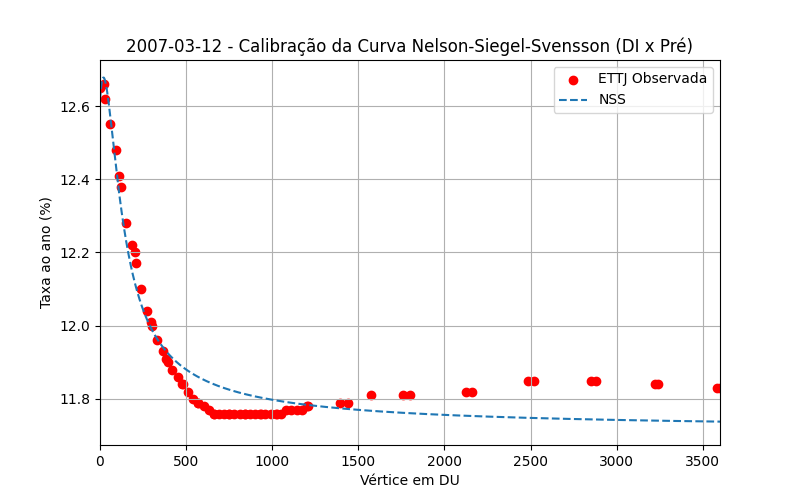 2007-03-12 - Calibração da Curva Nelson-Siegel-Svensson (DI x Pré)
ETTJ Observada
NSS
Taxa ao ano (%)
12.6
12.4
12.2
12.0
11.8
0 500 1000 1500 2000 2500 3000 3500
Vértice em DU